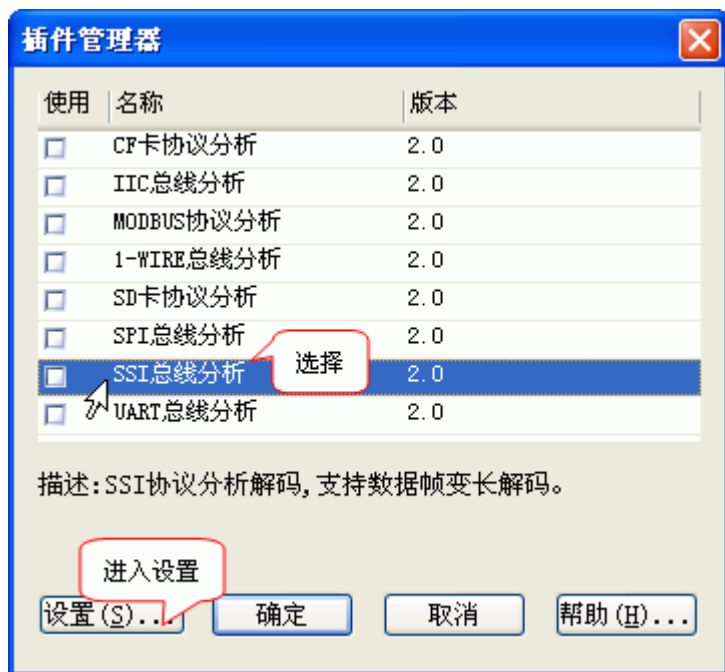 插件管理器
使用 名称 版本
CF卡协议分析 2.0
IIC总线分析 2.0
MODBUS协议分析 2.0
1-WIRE总线分析 2.0
SD卡协议分析 2.0
SPI总线分析 2.0
选择
SSI总线分析 2.0
UART总线分析 2.0
描述:SSI协议分析解码,支持数据帧变长解码。
进入设置
设置(S)... 确定 取消 帮助(H)...